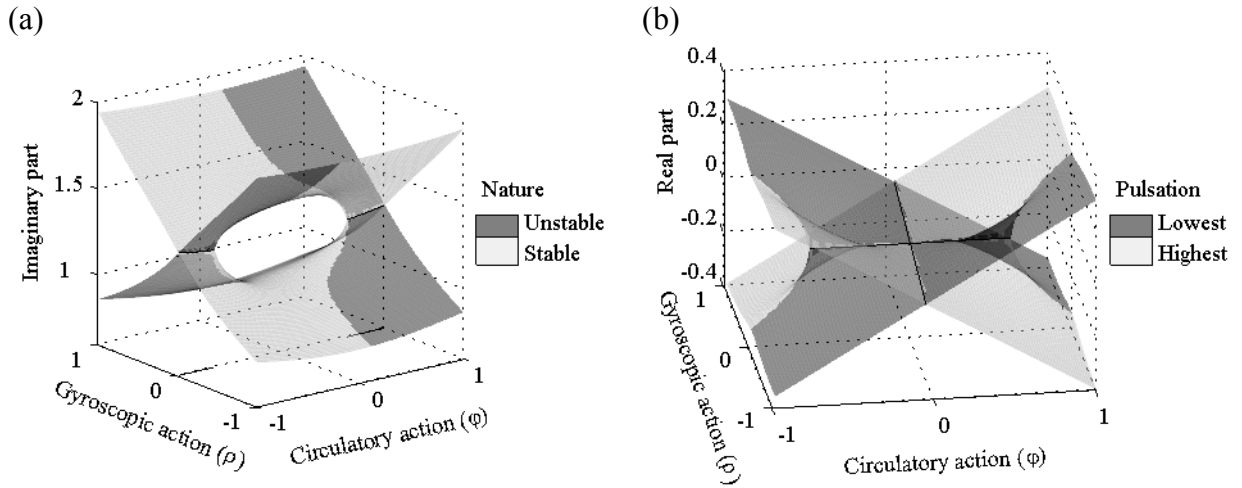 (a)
Imaginary part
2
1.5
1
1
0
-1
Gyroscopic action (ρ)
-1
0
1
Circulatory action (φ)
Nature
Unstable
Stable
(b)
Real part
0.4
0.2
0
-0.2
-0.4
1
0
-1
Gyroscopic action (ρ)
-1
0
1
Circulatory action (φ)
Pulsation
Lowest
Highest